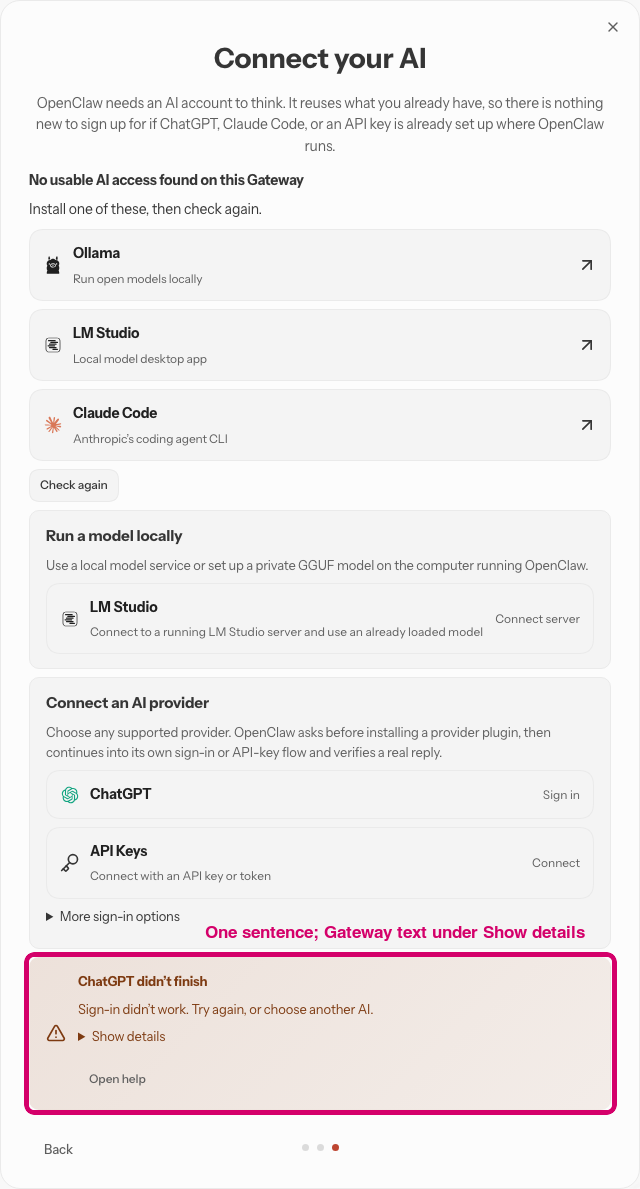 Connect your AI
OpenClaw needs an AI account to think. It reuses what you already have, so there is nothing
new to sign up for if ChatGPT, Claude Code, or an API key is already set up where OpenClaw
runs.
No usable AI access found on this Gateway
Install one of these, then check again.
Ollama
Run open models locally
LM Studio
Local model desktop app
Claude Code
Anthropic's coding agent CLI
Check again
Run a model locally
Use a local model service or set up a private GGUF model on the computer running OpenClaw.
LM Studio
Connect to a running LM Studio server and use an already loaded model
Connect server
Connect an AI provider
Choose any supported provider. OpenClaw asks before installing a provider plugin, then
continues into its own sign-in or API-key flow and verifies a real reply.
ChatGPT
Sign in
API Keys
Connect with an API key or token
Connect
More sign-in options
One sentence; Gateway text under Show details
ChatGPT didn't finish
Sign-in didn't work. Try again, or choose another AI.
Show details
Open help
Back